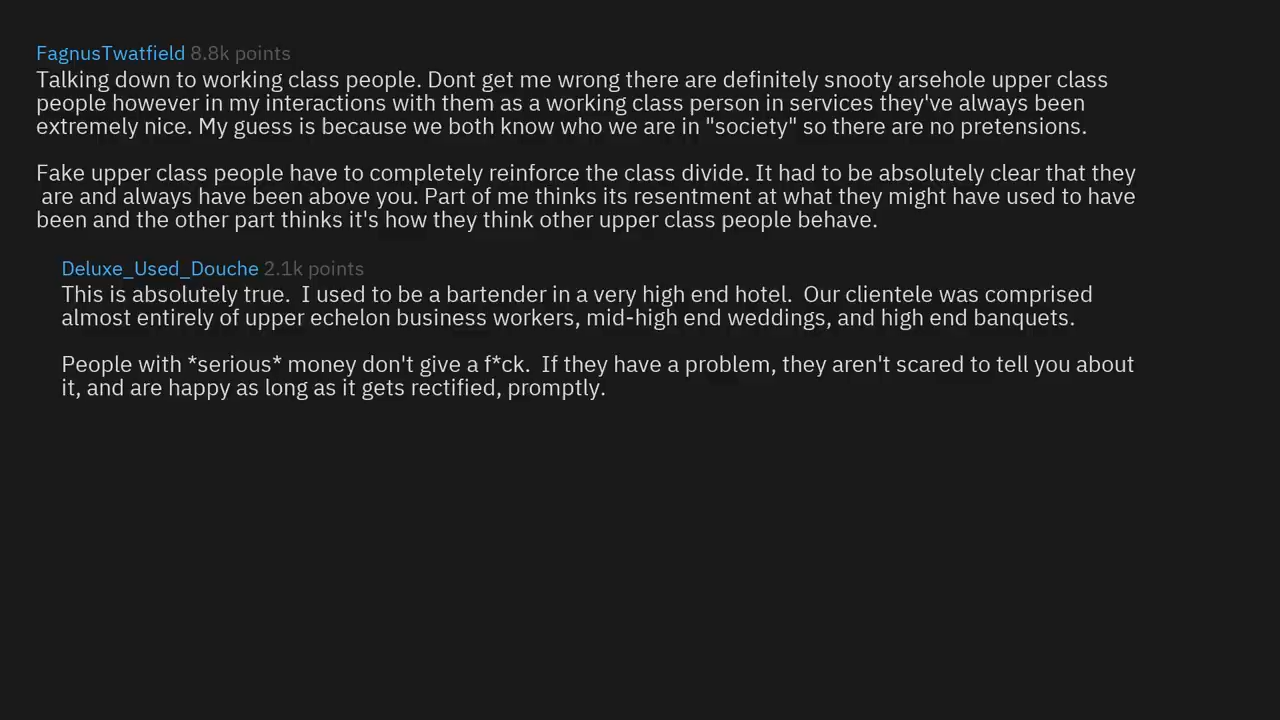 FagnusTwatfield 8.8k points
Talking down to working class people. Dont get me wrong there are definitely snooty arsehole upper class
people however in my interactions with them as a working class person in services they've always been
extremely nice. My guess is because we both know who we are in "society" so there are no pretensions.
Fake upper class people have to completely reinforce the class divide. It had to be absolutely clear that they
are and always have been above you. Part of me thinks its resentment at what they might have used to have
been and the other part thinks it's how they think other upper class people behave.
Deluxe_Used_Douche 2.1k points
This is absolutely true.  I used to be a bartender in a very high end hotel.  Our clientele was comprised
almost entirely of upper echelon business workers, mid-high end weddings, and high end banquets.
People with *serious* money don't give a f*ck.  If they have a problem, they aren't scared to tell you about
it, and are happy as long as it gets rectified, promptly.